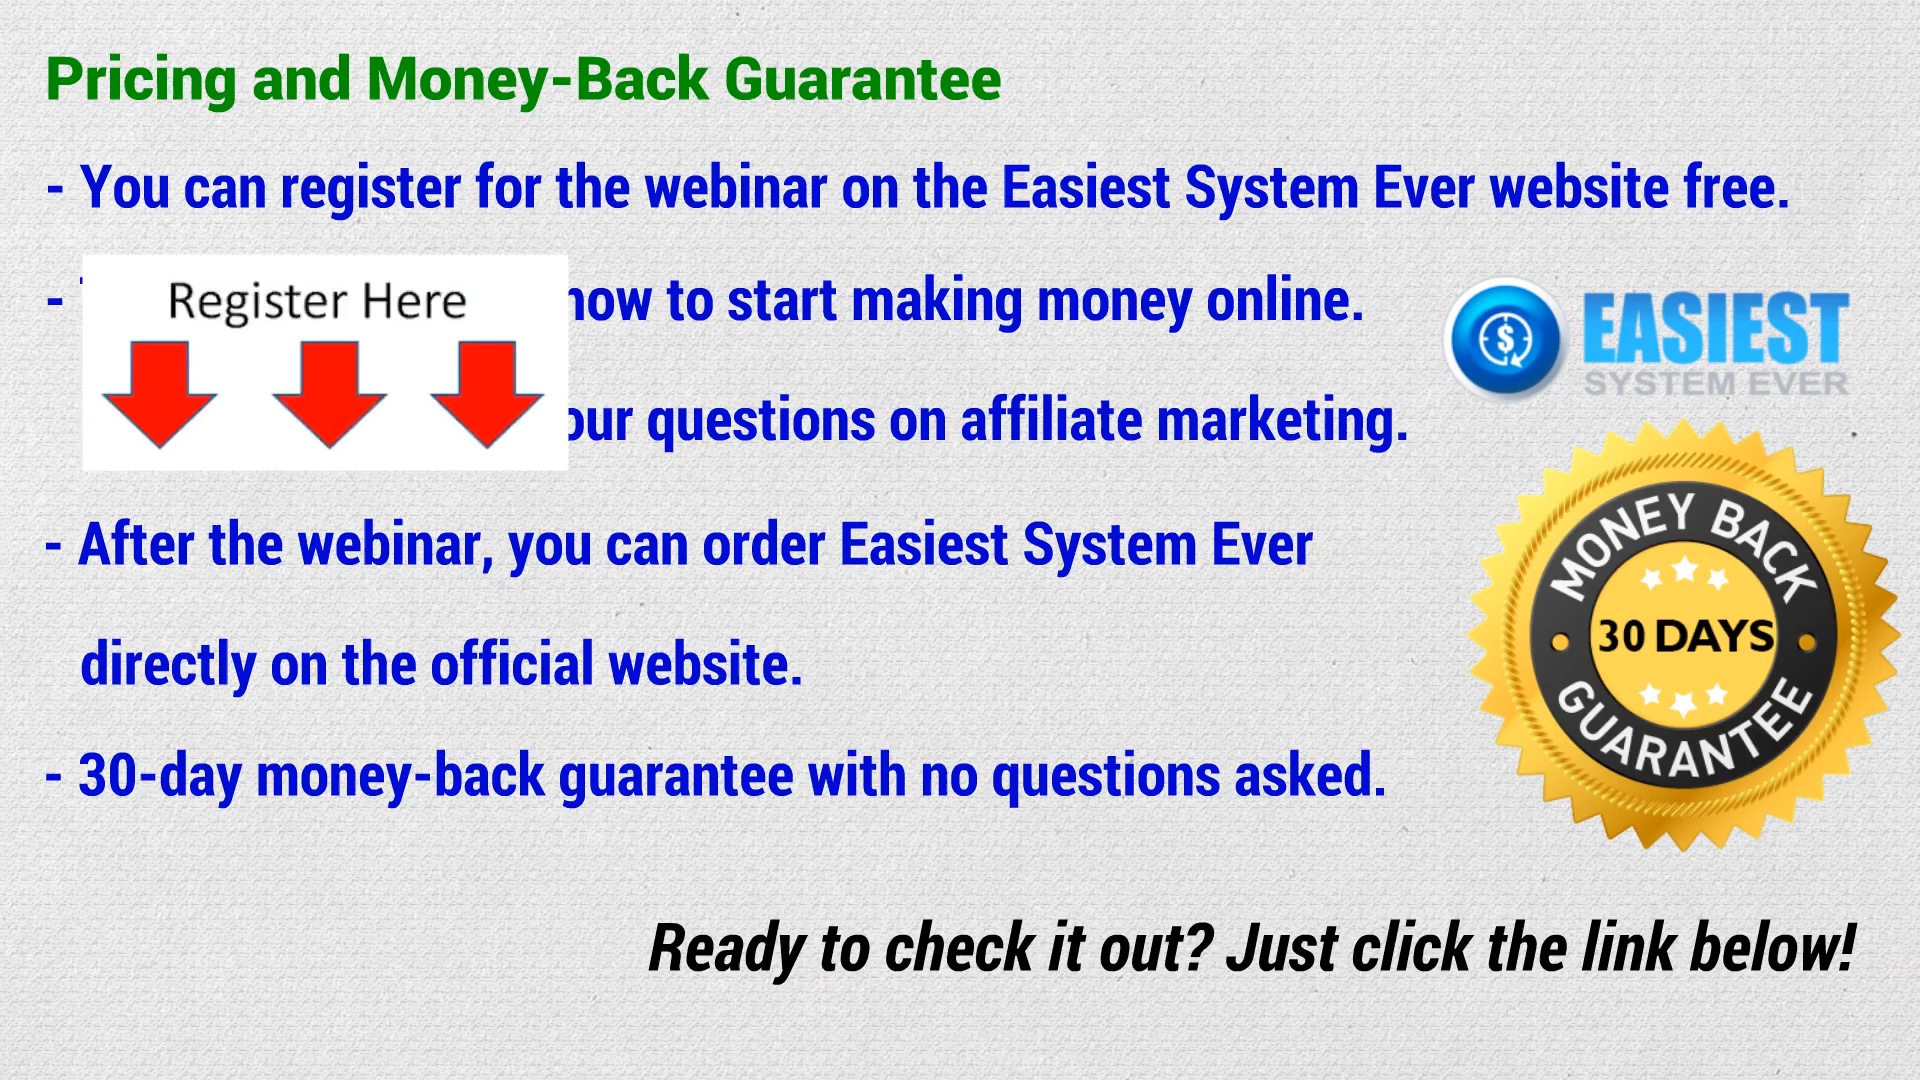 Pricing and Money-Back Guarantee
- You can register for the webinar on the Easiest System Ever website free.
Register Here
- how to start making money online.
our questions on affiliate marketing.
EASIEST
SYSTEM EVER
- After the webinar, you can order Easiest System Ever
directly on the official website.
- 30-day money-back guarantee with no questions asked.
MONEY BACK
30 DAYS
GUARANTEE
Ready to check it out? Just click the link below!